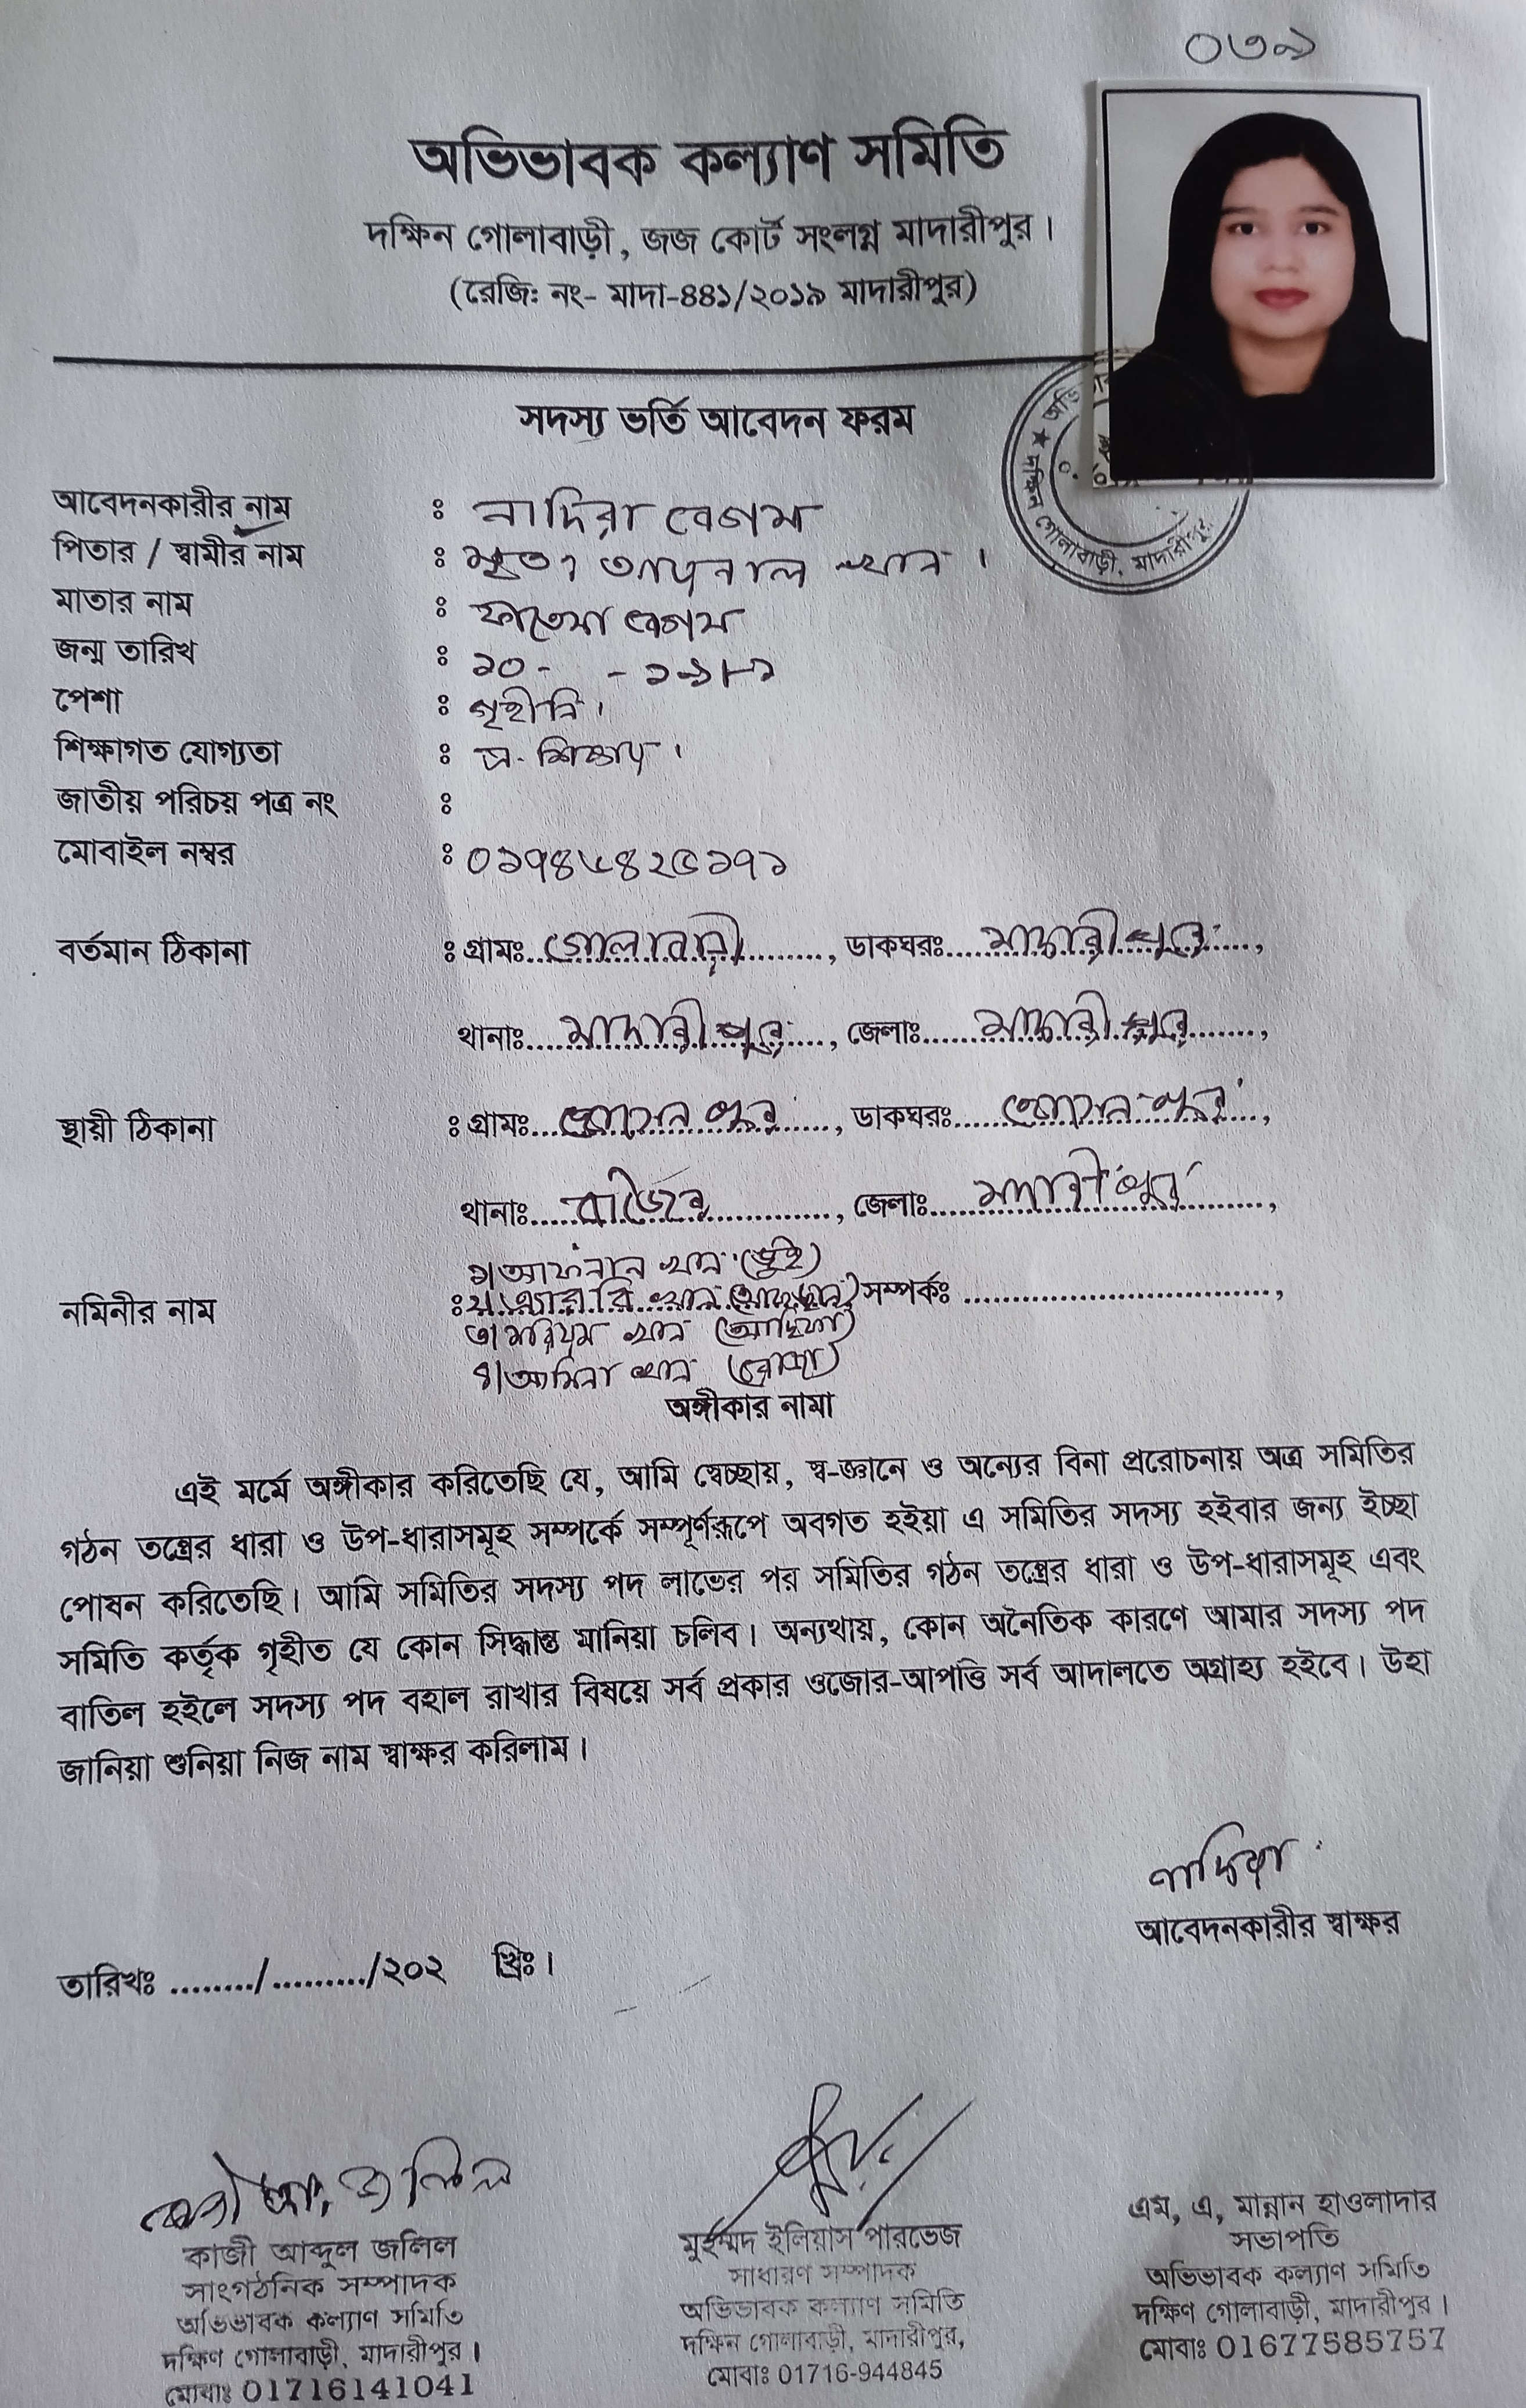 ০৩৯
অভিভাবক কল্যাণ সমিতি
দক্ষিন গোলাবাড়ী, জজ কোর্ট সংলগ্ন মাদারীপুর।
(রেজি: নং- মাদা-৪৪১/২০১৯ মাদারীপুর)
সদস্য ভর্তি আবেদন ফরম
★ দক্ষিন গোলাবাড়ী, মাদারীপুর
আবেদনকারীর নাম : নাদিরা বেগম
পিতার / স্বামীর নাম : মৃত খান।
মাতার নাম : ফাতেমা বেগম
জন্ম তারিখ : ১০- - ১৯৮১
পেশা : গৃহীনি।
শিক্ষাগত যোগ্যতা :
জাতীয় পরিচয় পত্র নং :
মোবাইল নম্বর : ০১৭৪৮৪২৫১৭১
বর্তমান ঠিকানা : গ্রামঃ গোলাবাড়ী, ডাকঘরঃ মাদারীপুর,
থানাঃ মাদারীপুর, জেলাঃ মাদারীপুর,
স্থায়ী ঠিকানা : গ্রামঃ, ডাকঘরঃ,
থানাঃ রাজৈর, জেলাঃ মাদারীপুর,
১। আফনান খান
নমিনীর নাম : ২। খান সম্পর্কঃ,
৩। মরিয়ম খান
৪। আমিনা খান
অঙ্গীকার নামা
এই মর্মে অঙ্গীকার করিতেছি যে, আমি স্বেচ্ছায়, স্ব-জ্ঞানে ও অন্যের বিনা প্ররোচনায় অত্র সমিতির
গঠন তন্ত্রের ধারা ও উপ-ধারাসমূহ সম্পর্কে সম্পূর্ণরূপে অবগত হইয়া এ সমিতির সদস্য হইবার জন্য ইচ্ছা
পোষন করিতেছি। আমি সমিতির সদস্য পদ লাভের পর সমিতির গঠন তন্ত্রের ধারা ও উপ-ধারাসমূহ এবং
সমিতি কর্তৃক গৃহীত যে কোন সিদ্ধান্ত মানিয়া চলিব। অন্যথায়, কোন অনৈতিক কারণে আমার সদস্য পদ
বাতিল হইলে সদস্য পদ বহাল রাখার বিষয়ে সর্ব প্রকার ওজোর-আপত্তি সর্ব আদালতে অগ্রাহ্য হইবে। উহা
জানিয়া শুনিয়া নিজ নাম স্বাক্ষর করিলাম।
নাদিরা
আবেদনকারীর স্বাক্ষর
তারিখঃ ......../........./২০২ খ্রিঃ।
কাজী আব্দুল জলিল
সাংগঠনিক সম্পাদক
অভিভাবক কল্যাণ সমিতি
দক্ষিণ গোলাবাড়ী, মাদারীপুর।
মোবাঃ 01716141041
মুহম্মদ ইলিয়াস পারভেজ
সাধারণ সম্পাদক
অভিভাবক কল্যাণ সমিতি
দক্ষিন গোলাবাড়ী, মাদারীপুর,
মোবাঃ 01716-944845
এম, এ, মান্নান হাওলাদার
সভাপতি
অভিভাবক কল্যাণ সমিতি
দক্ষিণ গোলাবাড়ী, মাদারীপুর।
মোবাঃ 01677585757